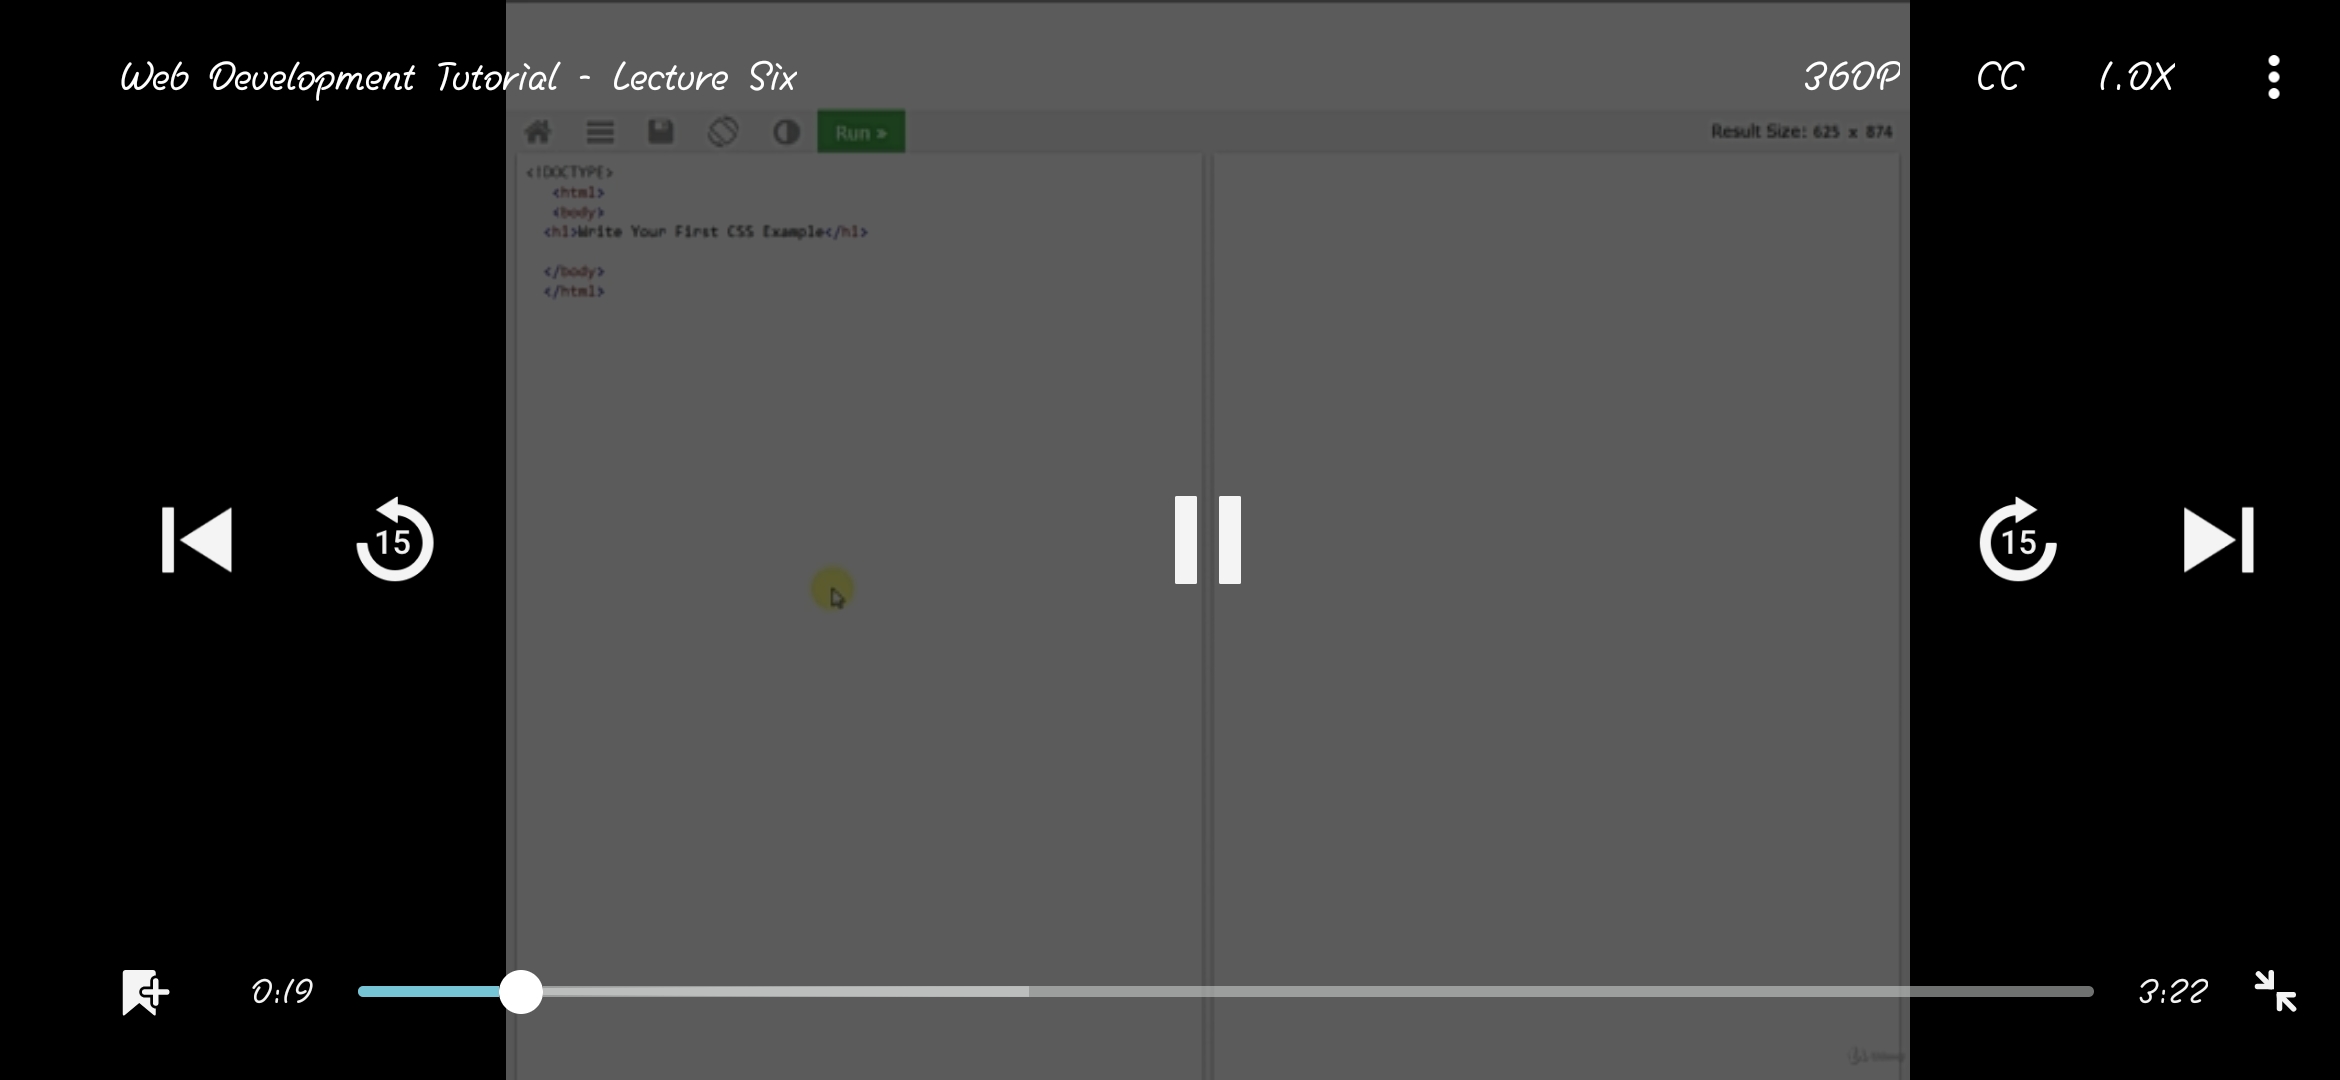 Web Development Tutorial - Lecture Six
360P CC 1.0X
Run »
Result Size: 625 x 874
<!DOCTYPE>
<html>
<body>
<h1>Write Your First CSS Example</h1>
</body>
</html>
15
15
0:19
3:22